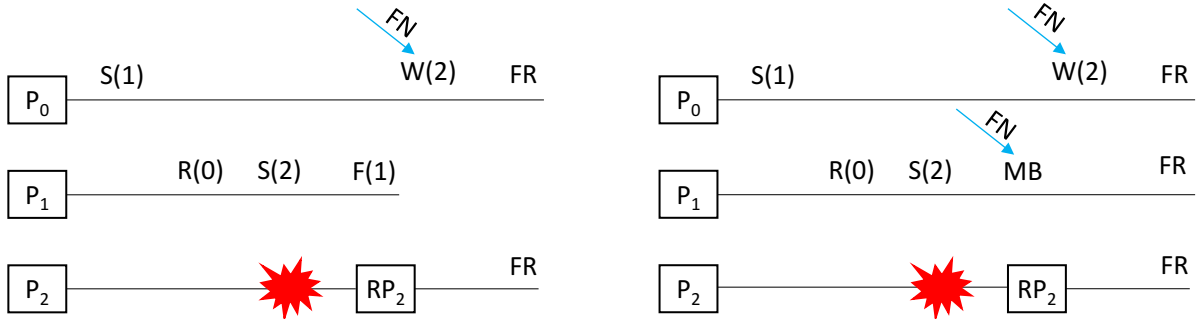 FN
S(1) W(2) FR
P₀
R(0) S(2) F(1)
P₁
FR
P₂ RP₂
FN
S(1) W(2) FR
P₀
FN
R(0) S(2) MB FR
P₁
FR
P₂ RP₂